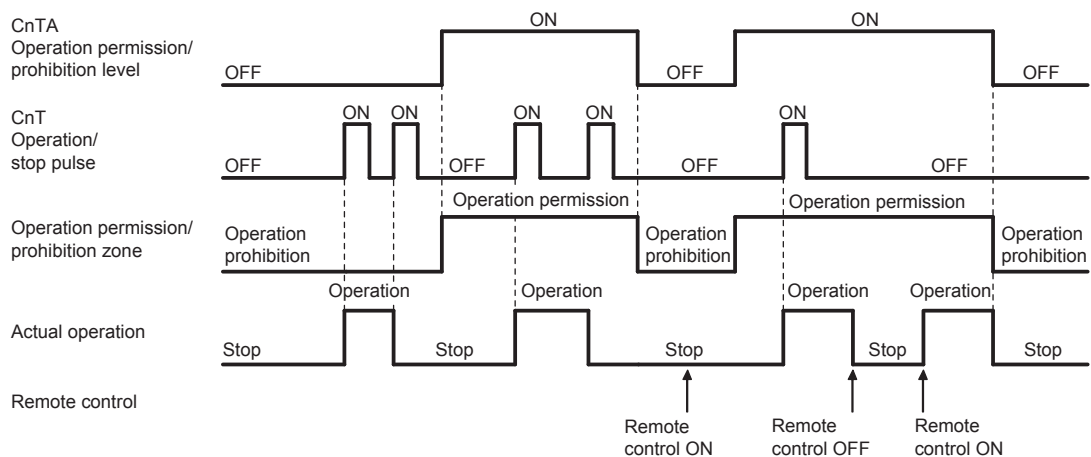 CnTA
Operation permission/
prohibition level
OFF
ON
OFF
ON
OFF
CnT
Operation/
stop pulse
OFF
ON
ON
OFF
ON
ON
OFF
ON
OFF
Operation permission/
prohibition zone
Operation
prohibition
Operation permission
Operation
prohibition
Operation permission
Operation
prohibition
Actual operation
Stop
Operation
Stop
Operation
Stop
Operation
Stop
Operation
Stop
Remote control
Remote
control ON
Remote
control OFF
Remote
control ON